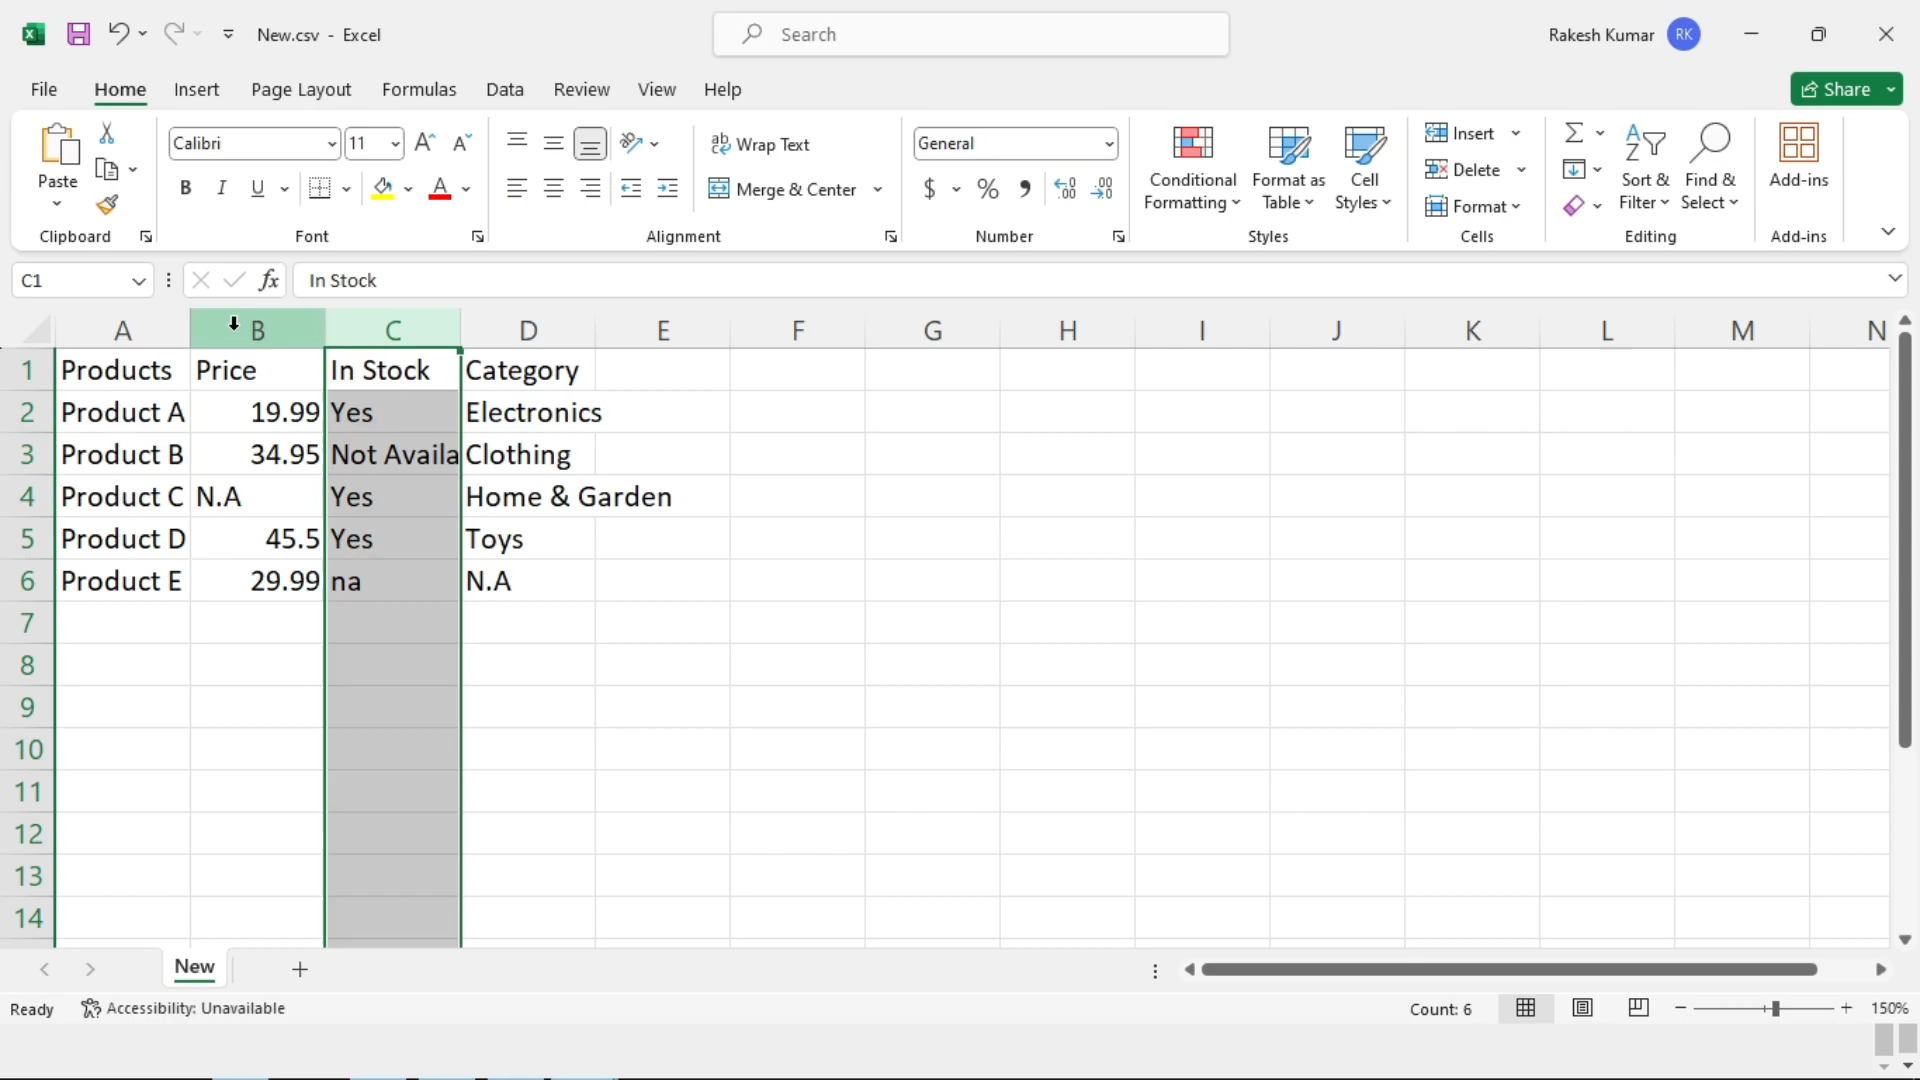 New.csv - Excel
Search
Rakesh Kumar RK
File Home Insert Page Layout Formulas Data Review View Help
Share
Paste
Clipboard
Calibri 11
B I U A
Font
Wrap Text
Merge & Center
Alignment
General
$ % ,
Number
Conditional Formatting
Format as Table
Cell Styles
Styles
Insert
Delete
Format
Cells
Sort & Filter
Find & Select
Editing
Add-ins
Add-ins
C1 fx In Stock
A B C D E F G H I J K L M N
1 Products Price In Stock Category
2 Product A 19.99 Yes Electronics
3 Product B 34.95 Not Availa Clothing
4 Product C N.A Yes Home & Garden
5 Product D 45.5 Yes Toys
6 Product E 29.99 na N.A
7
8
9
10
11
12
13
14
New
Ready Accessibility: Unavailable Count: 6 150%